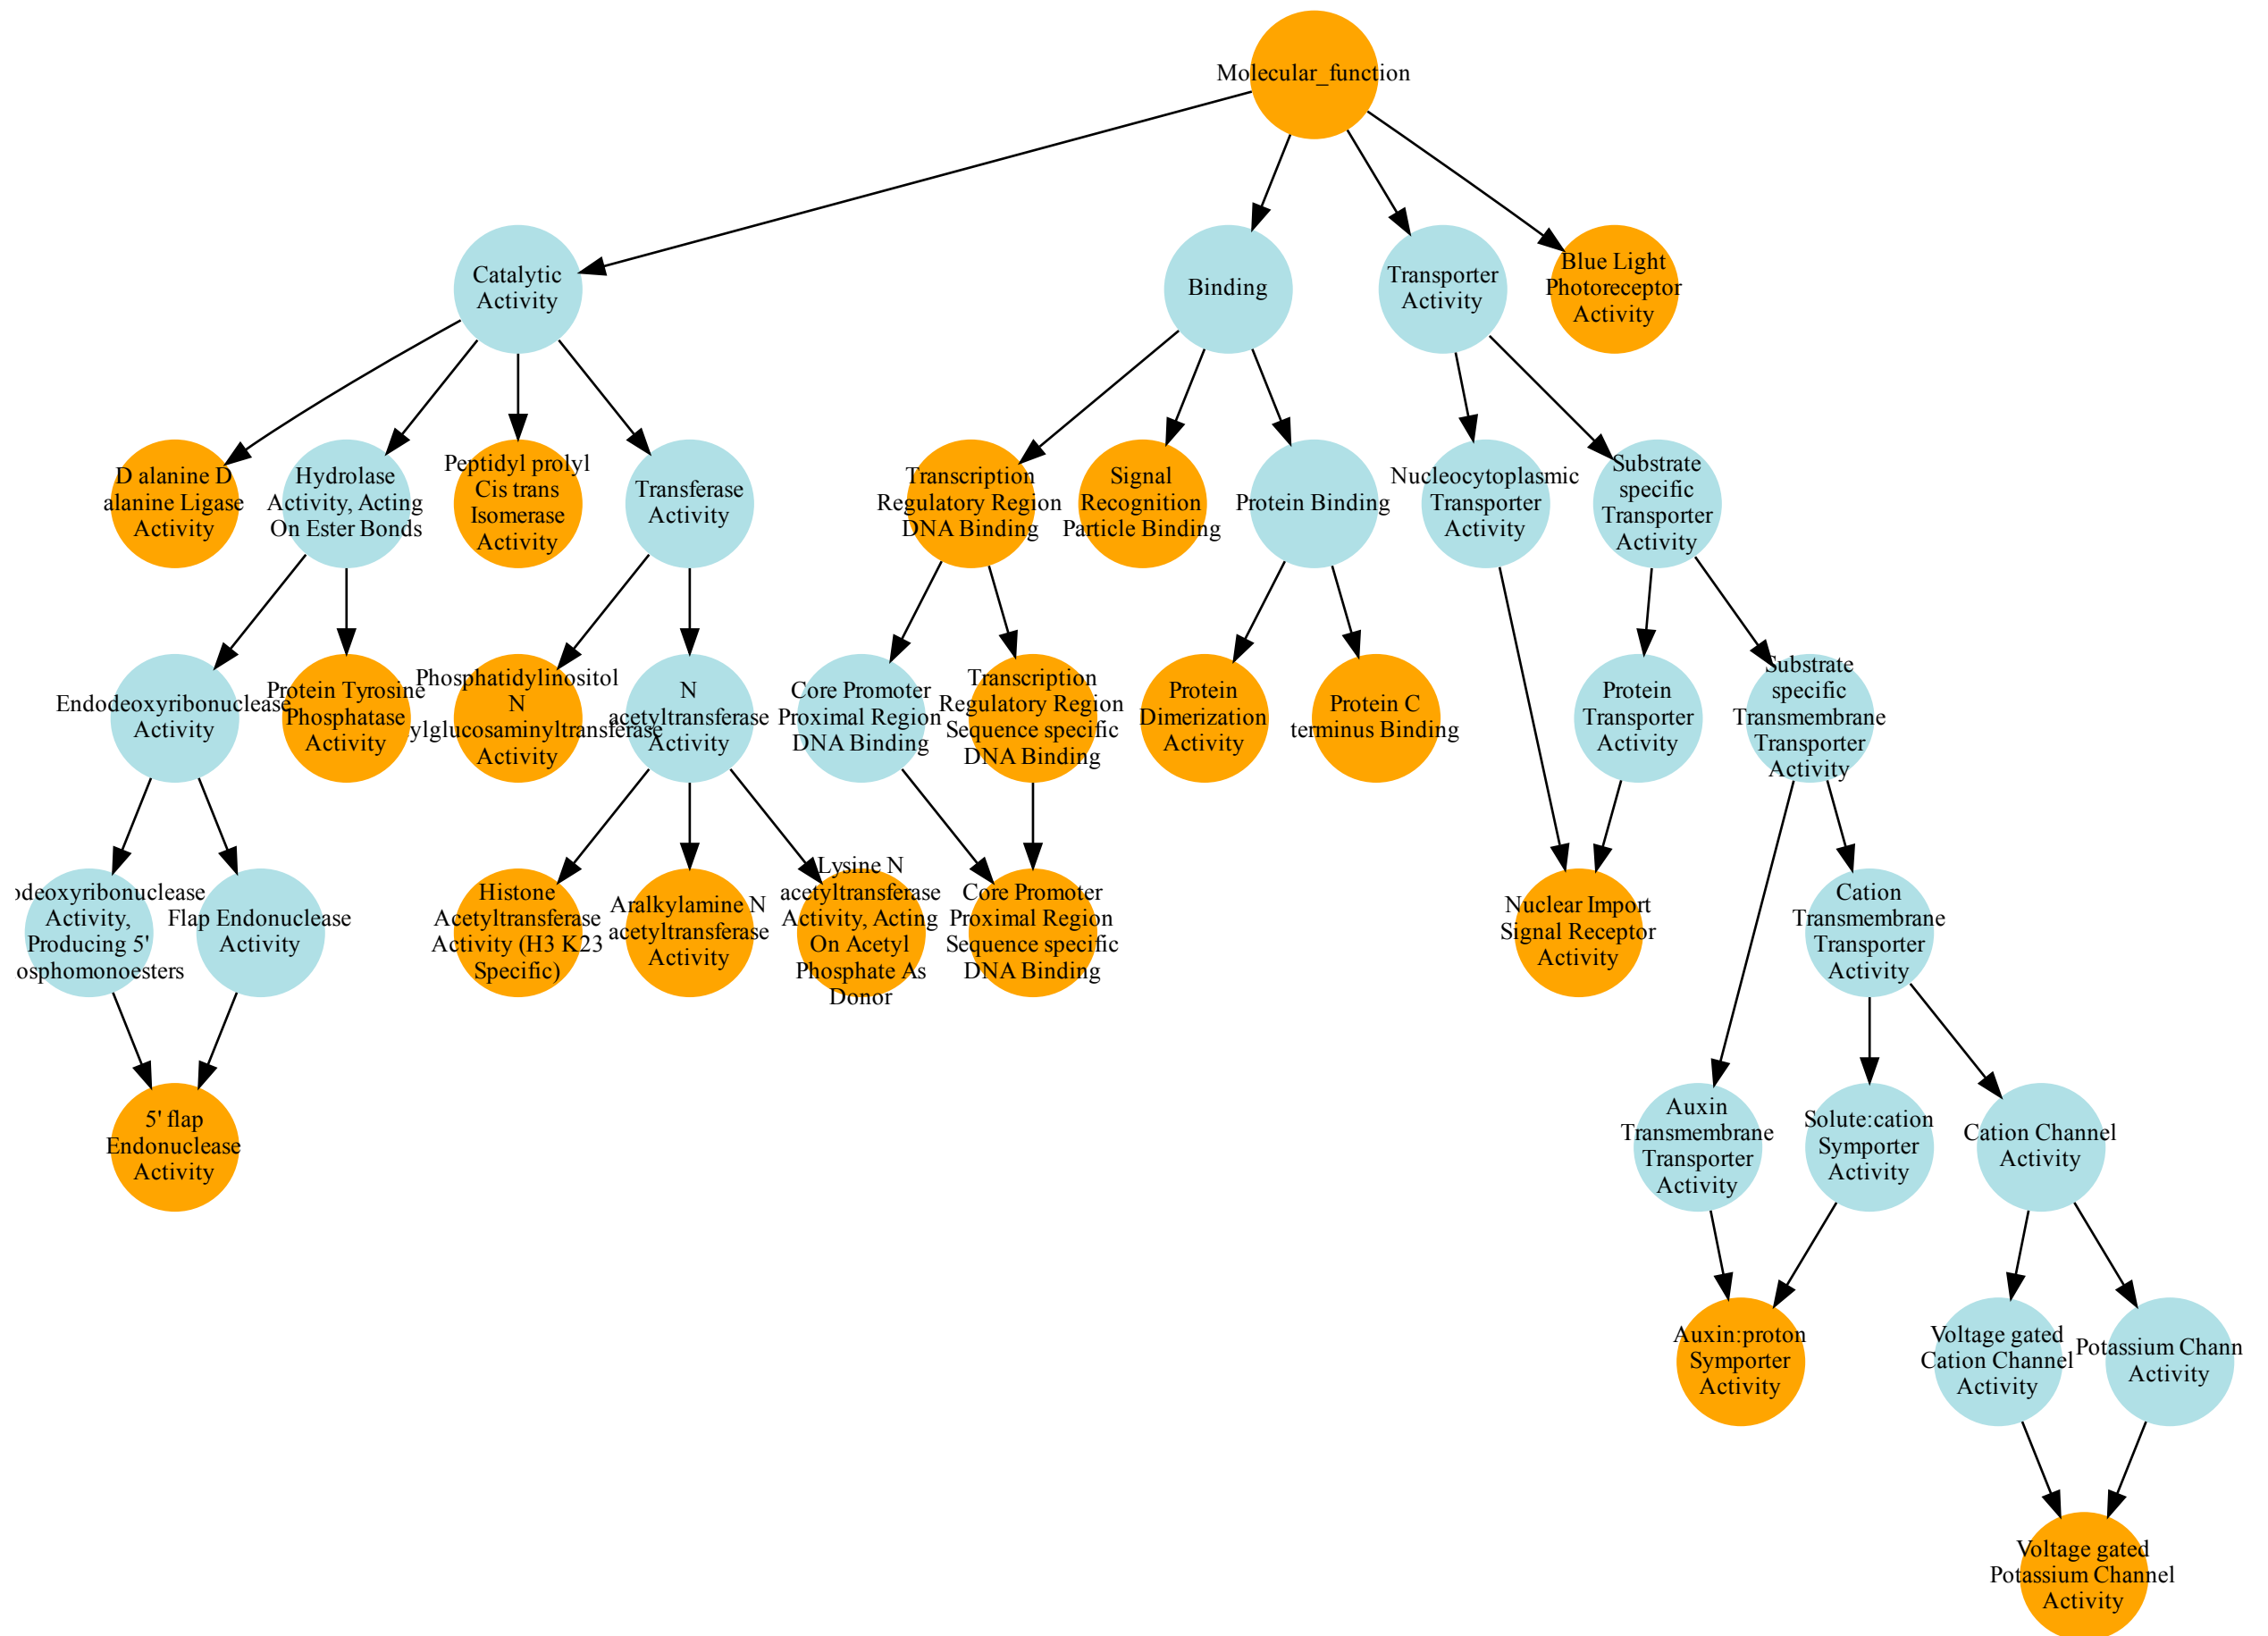 Molecular_function
Catalytic
Activity
Binding
Transporter
Activity
Blue Light
Photoreceptor
Activity
D alanine D
alanine Ligase
Activity
Hydrolase
Activity, Acting
On Ester Bonds
Peptidyl prolyl
Cis trans
Isomerase
Activity
Transferase
Activity
Transcription
Regulatory Region
DNA Binding
Signal
Recognition
Particle Binding
Protein Binding
Nucleocytoplasmic
Transporter
Activity
Substrate
specific
Transporter
Activity
Endodeoxyribonuclease
Activity
Protein Tyrosine
Phosphatase
Activity
Phosphatidylinositol
N
ylglucosaminyltransferase
Activity
N
acetyltransferase
Activity
Core Promoter
Proximal Region
DNA Binding
Transcription
Regulatory Region
Sequence specific
DNA Binding
Protein
Dimerization
Activity
Protein C
terminus Binding
Protein
Transporter
Activity
Substrate
specific
Transmembrane
Transporter
Activity
odeoxyribonuclease
Activity,
Producing 5'
osphomonoesters
Flap Endonuclease
Activity
Histone
Acetyltransferase
Activity (H3 K23
Specific)
Aralkylamine N
acetyltransferase
Activity
Lysine N
acetyltransferase
Activity, Acting
On Acetyl
Phosphate As
Donor
Core Promoter
Proximal Region
Sequence specific
DNA Binding
Nuclear Import
Signal Receptor
Activity
Cation
Transmembrane
Transporter
Activity
5' flap
Endonuclease
Activity
Auxin
Transmembrane
Transporter
Activity
Solute:cation
Symporter
Activity
Cation Channel
Activity
Auxin:proton
Symporter
Activity
Voltage gated
Cation Channel
Activity
Potassium Chann
Activity
Voltage gated
Potassium Channel
Activity